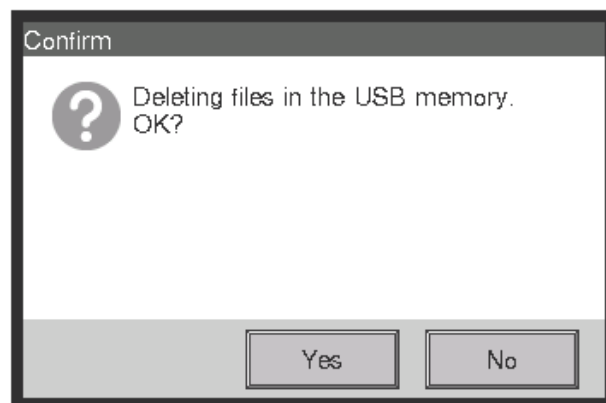 Confirm
Deleting files in the USB memory.
OK?
Yes
No